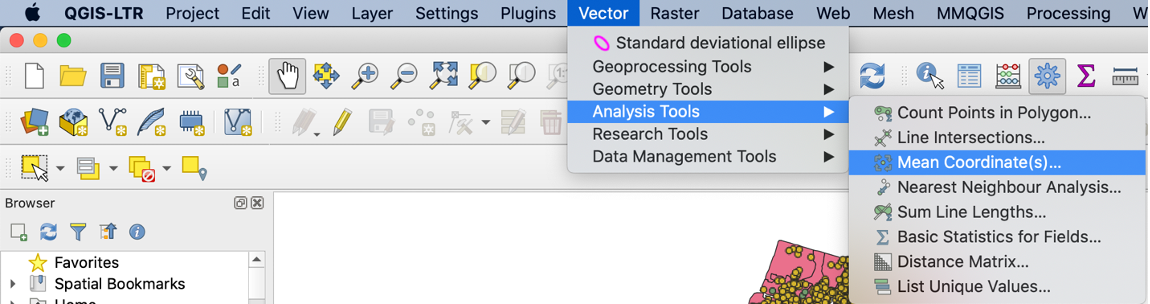 QGIS-LTR Project Edit View Layer Settings Plugins Vector Raster Database Web Mesh MMQGIS Processing W
Standard deviational ellipse
Geoprocessing Tools
Geometry Tools
Analysis Tools
Research Tools
Data Management Tools
Count Points in Polygon...
Line Intersections...
Mean Coordinate(s)...
Nearest Neighbour Analysis...
Sum Line Lengths...
Basic Statistics for Fields...
Distance Matrix...
List Unique Values...
Browser
Favorites
Spatial Bookmarks
Home